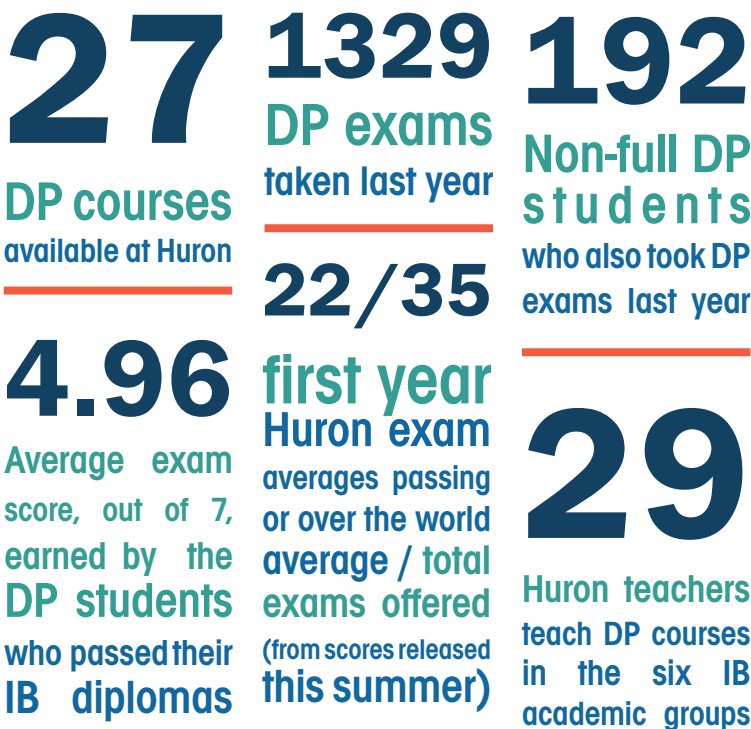 27
DP courses
available at Huron
4.96
Average exam
score, out of 7,
earned by the
DP students
who passed their
IB diplomas
1329
DP exams
taken last year
22/35
first year
Huron exam
averages passing
or over the world
average / total
exams offered
(from scores released
this summer)
192
Non-full DP
students
who also took DP
exams last year
29
Huron teachers
teach DP courses
in the six IB
academic groups